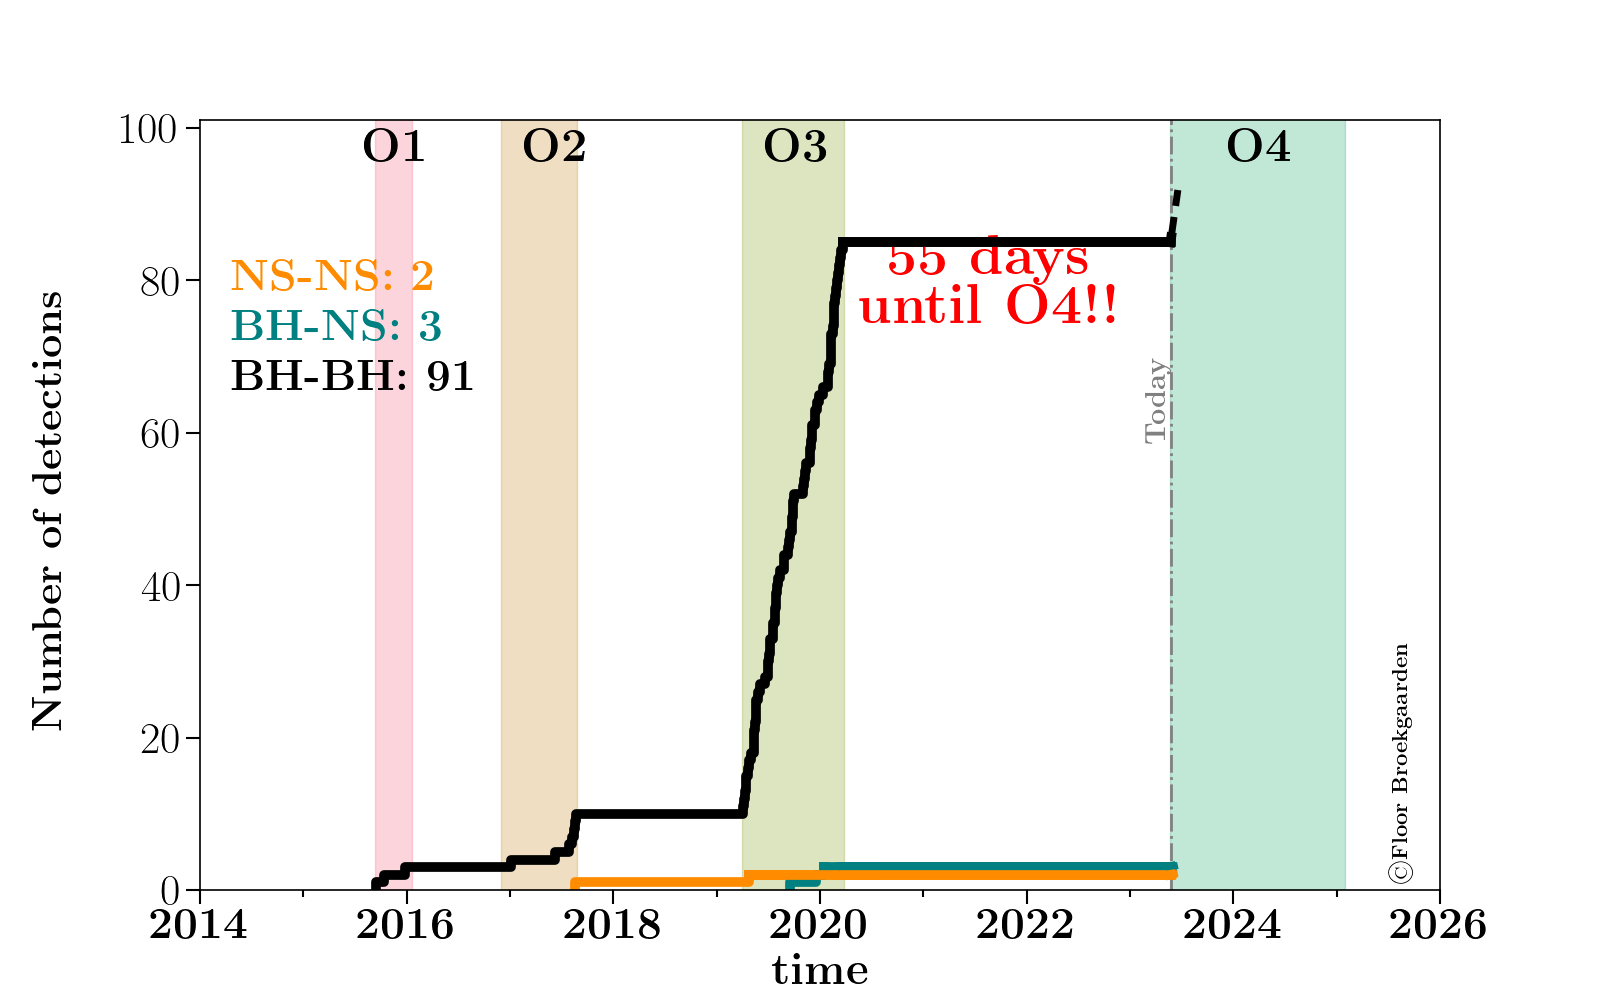 O1 O2 O3 O4
NS-NS: 2
BH-NS: 3
BH-BH: 91
55 days
until O4!!
Today
©Floor Broekgaarden
Number of detections
100
80
60
40
20
0
2014 2016 2018 2020 2022 2024 2026
time